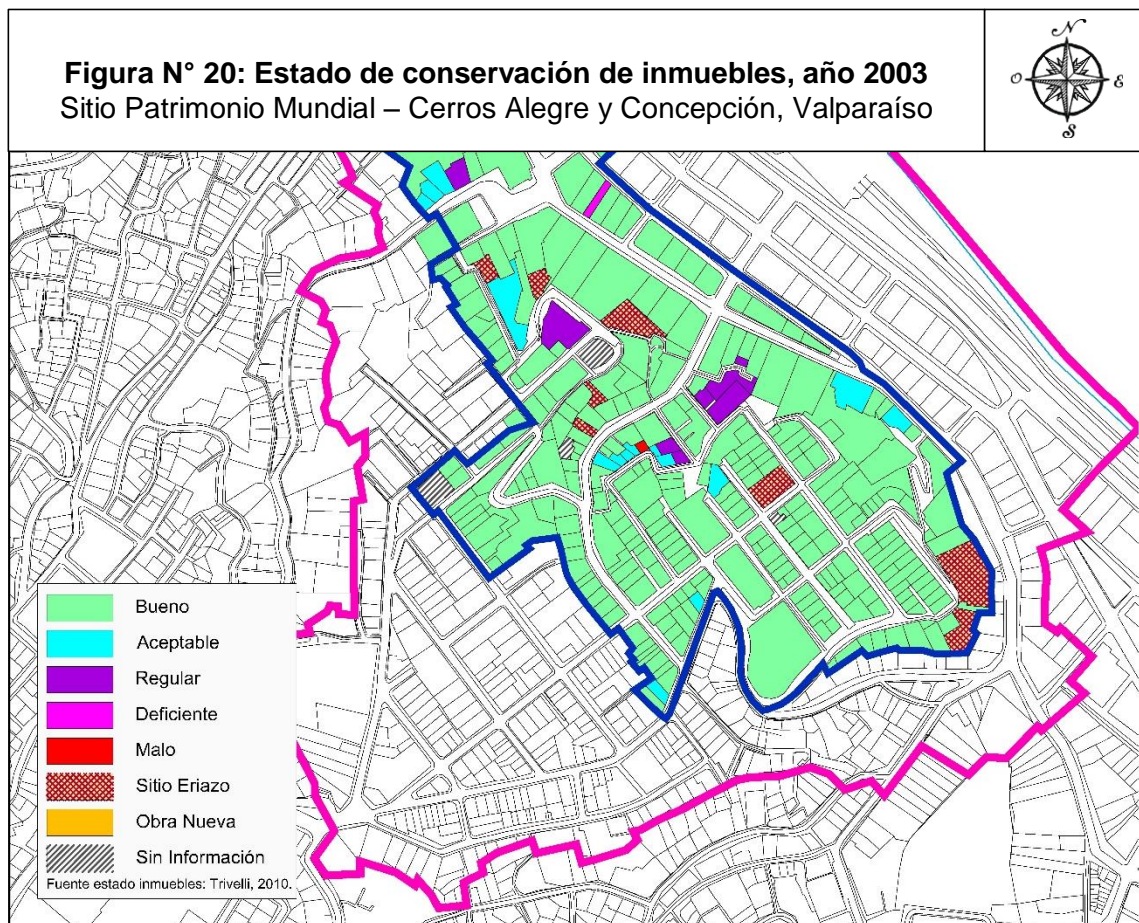 Figura N° 20: Estado de conservación de inmuebles, año 2003
Sitio Patrimonio Mundial – Cerros Alegre y Concepción, Valparaíso
N
O
E
S
Bueno
Aceptable
Regular
Deficiente
Malo
Sitio Eriazo
Obra Nueva
Sin Información
Fuente estado inmuebles: Trivelli, 2010.